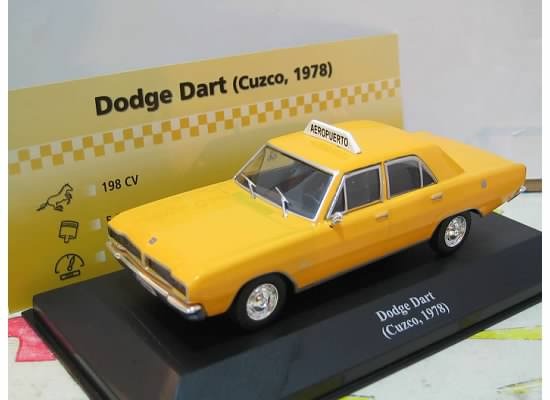 Dodge Dart (Cuzco, 1978)
198 CV
AEROPUERTO
Dodge Dart
(Cuzco, 1978)